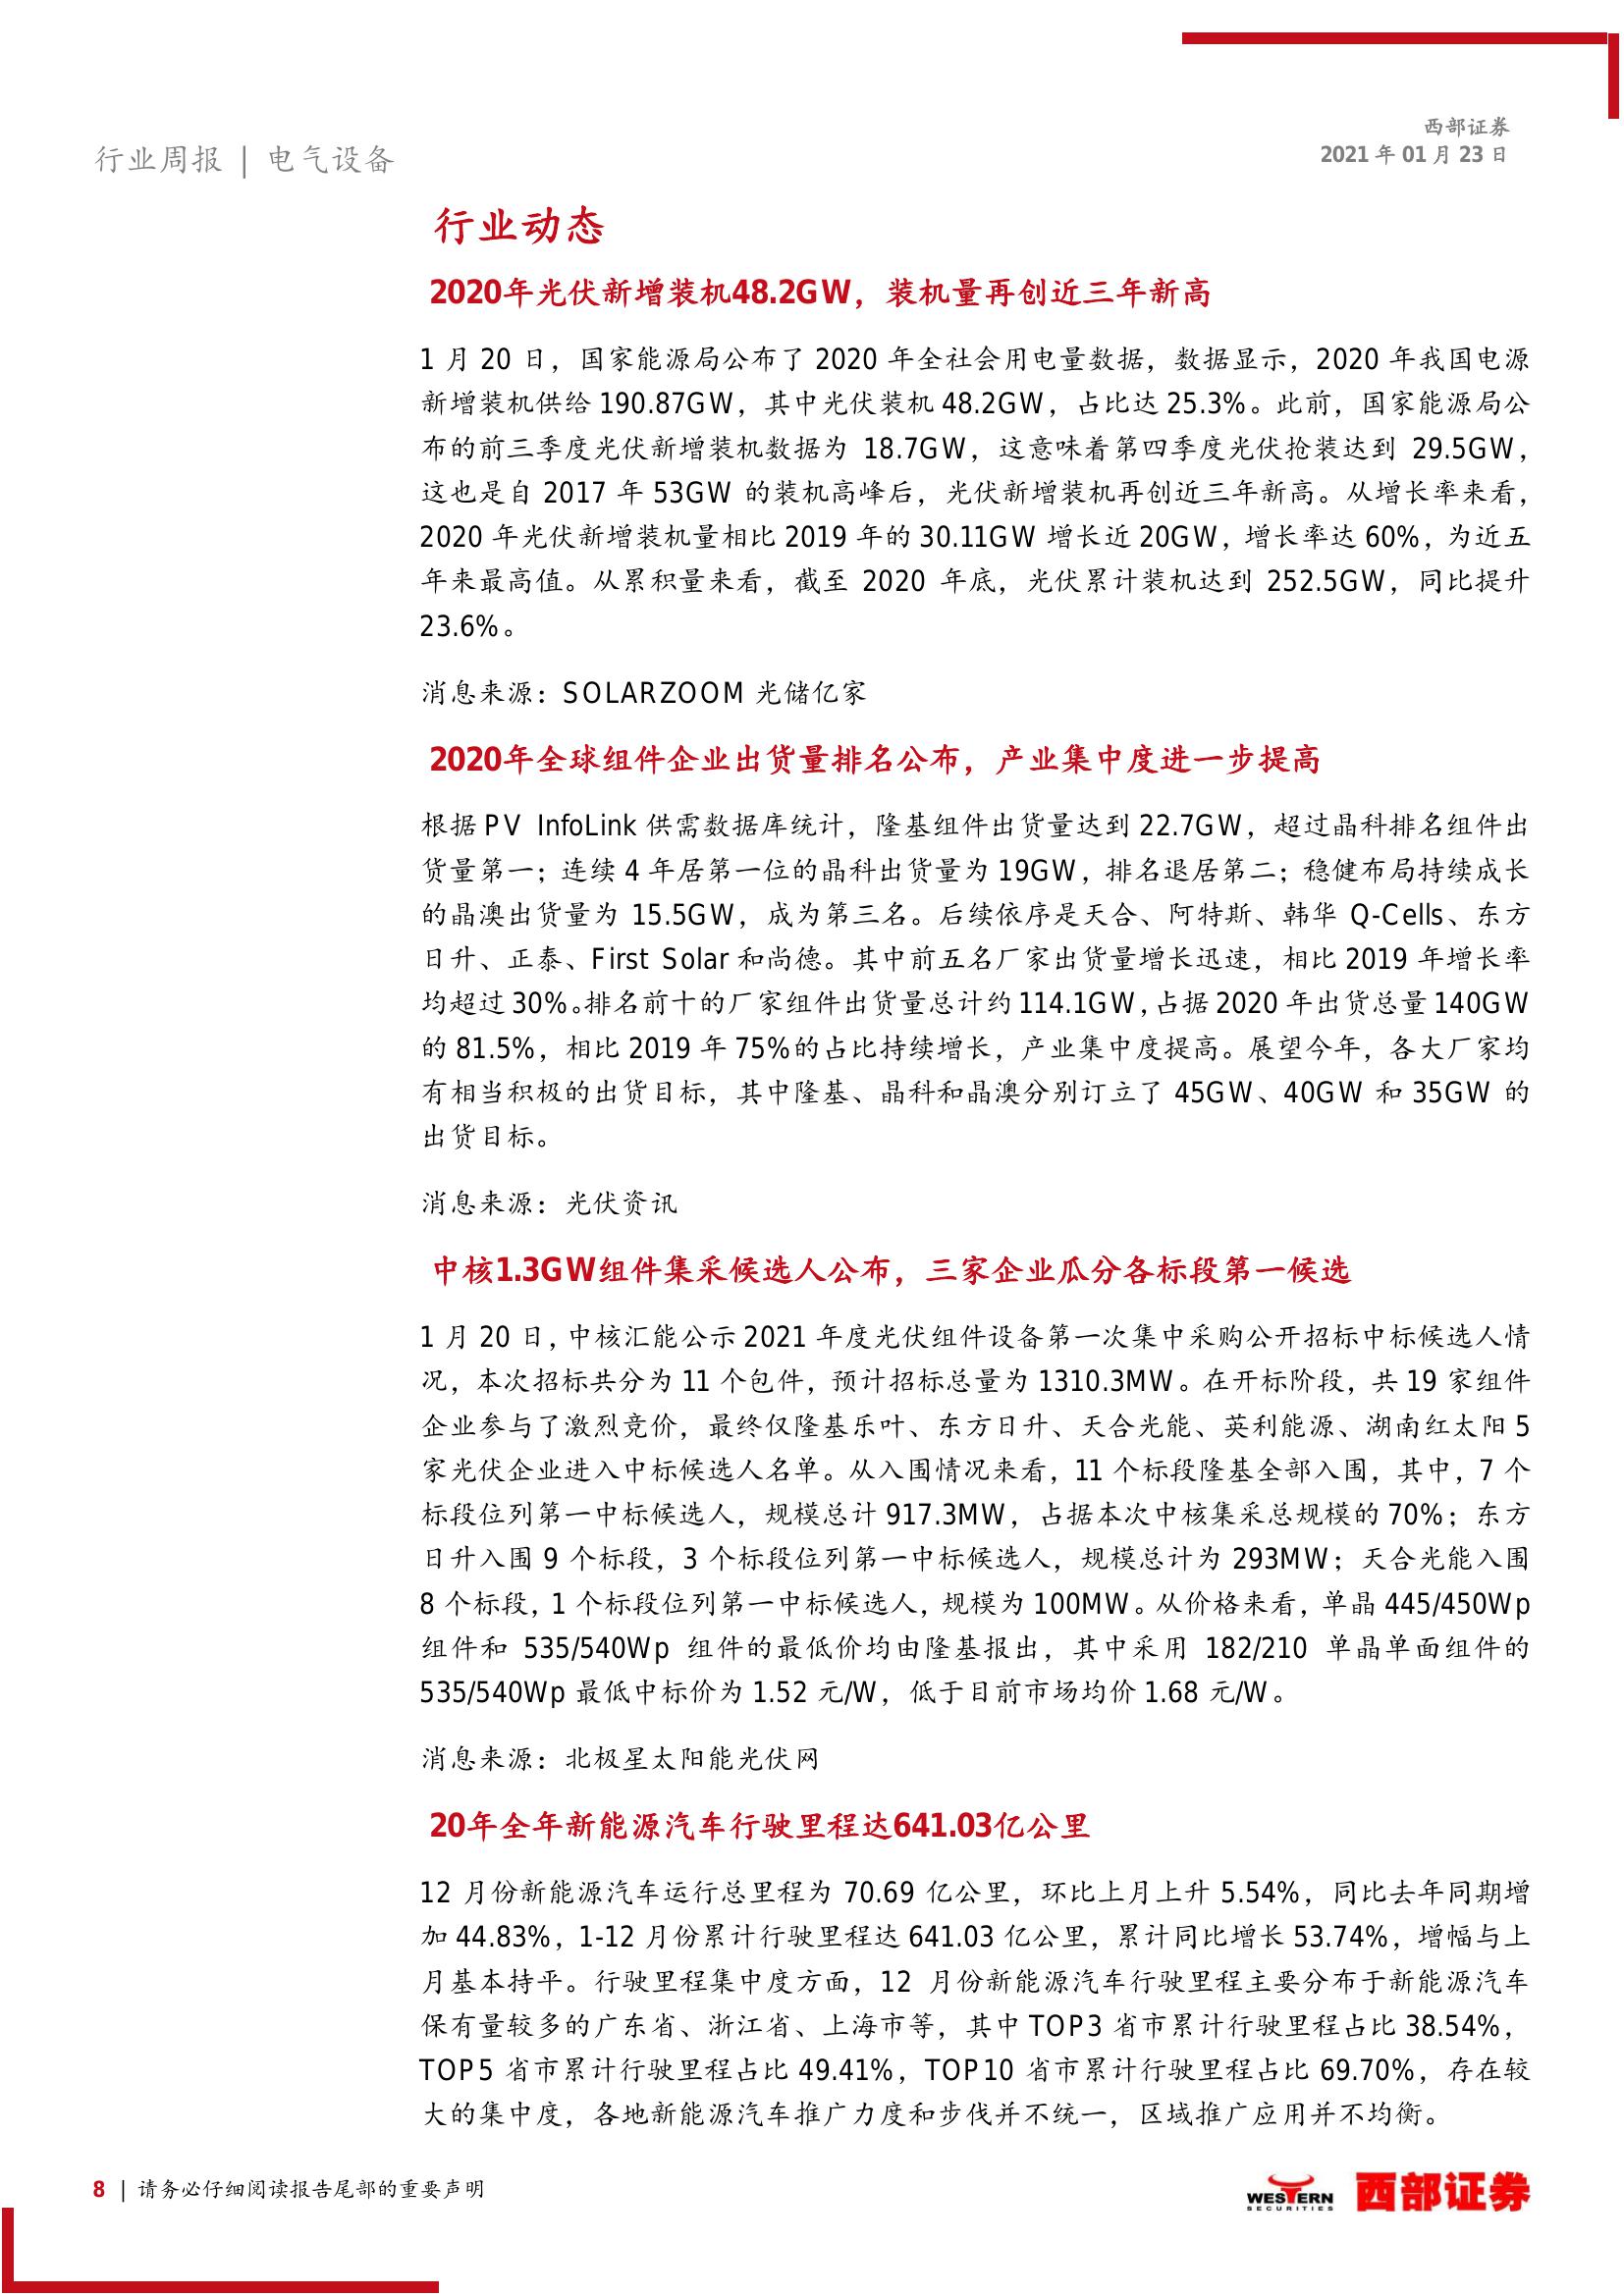 西部证券
2021 年 01 月 23 日
行业周报 | 电气设备
行业动态
2020年光伏新增装机48.2GW，装机量再创近三年新高
1 月 20 日，国家能源局公布了 2020 年全社会用电量数据，数据显示，2020 年我国电源
新增装机供给 190.87GW，其中光伏装机 48.2GW，占比达 25.3%。此前，国家能源局公
布的前三季度光伏新增装机数据为 18.7GW，这意味着第四季度光伏抢装达到 29.5GW，
这也是自 2017 年 53GW 的装机高峰后，光伏新增装机再创近三年新高。从增长率来看，
2020 年光伏新增装机量相比 2019 年的 30.11GW 增长近 20GW，增长率达 60%，为近五
年来最高值。从累积量来看，截至 2020 年底，光伏累计装机达到 252.5GW，同比提升
23.6%。
消息来源：SOLARZOOM 光储亿家
2020年全球组件企业出货量排名公布，产业集中度进一步提高
根据 PV InfoLink 供需数据库统计，隆基组件出货量达到 22.7GW，超过晶科排名组件出
货量第一；连续 4 年居第一位的晶科出货量为 19GW，排名退居第二；稳健布局持续成长
的晶澳出货量为 15.5GW，成为第三名。后续依序是天合、阿特斯、韩华 Q-Cells、东方
日升、正泰、First Solar 和尚德。其中前五名厂家出货量增长迅速，相比 2019 年增长率
均超过 30%。排名前十的厂家组件出货量总计约 114.1GW，占据 2020 年出货总量 140GW
的 81.5%，相比 2019 年 75%的占比持续增长，产业集中度提高。展望今年，各大厂家均
有相当积极的出货目标，其中隆基、晶科和晶澳分别订立了 45GW、40GW 和 35GW 的
出货目标。
消息来源：光伏资讯
中核1.3GW组件集采候选人公布，三家企业瓜分各标段第一候选
1 月 20 日，中核汇能公示 2021 年度光伏组件设备第一次集中采购公开招标中标候选人情
况，本次招标共分为 11 个包件，预计招标总量为 1310.3MW。在开标阶段，共 19 家组件
企业参与了激烈竞价，最终仅隆基乐叶、东方日升、天合光能、英利能源、湖南红太阳 5
家光伏企业进入中标候选人名单。从入围情况来看，11 个标段隆基全部入围，其中，7 个
标段位列第一中标候选人，规模总计 917.3MW，占据本次中核集采总规模的 70%；东方
日升入围 9 个标段，3 个标段位列第一中标候选人，规模总计为 293MW；天合光能入围
8 个标段，1 个标段位列第一中标候选人，规模为 100MW。从价格来看，单晶 445/450Wp
组件和 535/540Wp 组件的最低价均由隆基报出，其中采用 182/210 单晶单面组件的
535/540Wp 最低中标价为 1.52 元/W，低于目前市场均价 1.68 元/W。
消息来源：北极星太阳能光伏网
20年全年新能源汽车行驶里程达641.03亿公里
12 月份新能源汽车运行总里程为 70.69 亿公里，环比上月上升 5.54%，同比去年同期增
加 44.83%，1-12 月份累计行驶里程达 641.03 亿公里，累计同比增长 53.74%，增幅与上
月基本持平。行驶里程集中度方面，12 月份新能源汽车行驶里程主要分布于新能源汽车
保有量较多的广东省、浙江省、上海市等，其中 TOP3 省市累计行驶里程占比 38.54%，
TOP5 省市累计行驶里程占比 49.41%，TOP10 省市累计行驶里程占比 69.70%，存在较
大的集中度，各地新能源汽车推广力度和步伐并不统一，区域推广应用并不均衡。
8 | 请务必仔细阅读报告尾部的重要声明
WESTERN
SECURITIES
西部证券